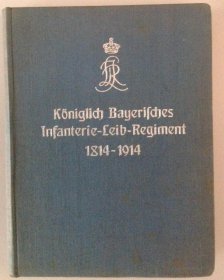 Königlich Bayerisches
Infanterie-Leib-Regiment
1814-1914